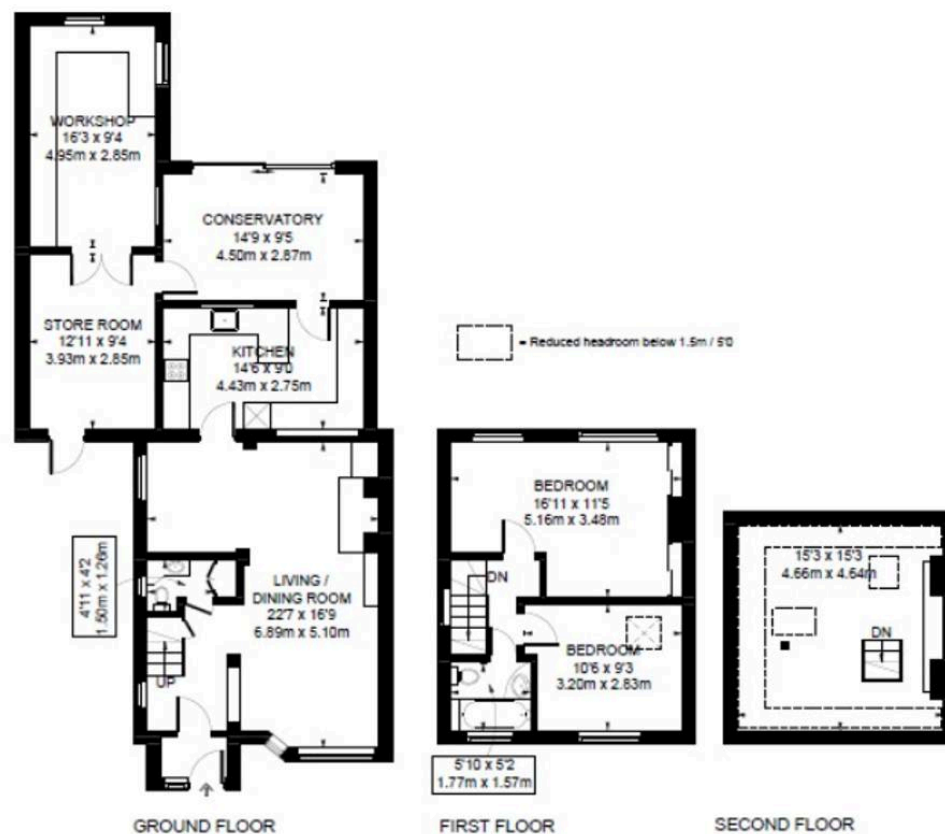 WORKSHOP
16'3 x 9'4
4.95m x 2.85m
CONSERVATORY
14'9 x 9'5
4.50m x 2.87m
STORE ROOM
12'11 x 9'4
3.93m x 2.85m
KITCHEN
14'6 x 9'0
4.43m x 2.75m
= Reduced headroom below 1.5m / 5'0
4'11 x 4'2
1.50m x 1.26m
LIVING /
DINING ROOM
22'7 x 16'9
6.89m x 5.10m
UP
BEDROOM
16'11 x 11'5
5.16m x 3.48m
DN
BEDROOM
10'6 x 9'3
3.20m x 2.83m
5'10 x 5'2
1.77m x 1.57m
15'3 x 15'3
4.66m x 4.64m
DN
GROUND FLOOR
FIRST FLOOR
SECOND FLOOR